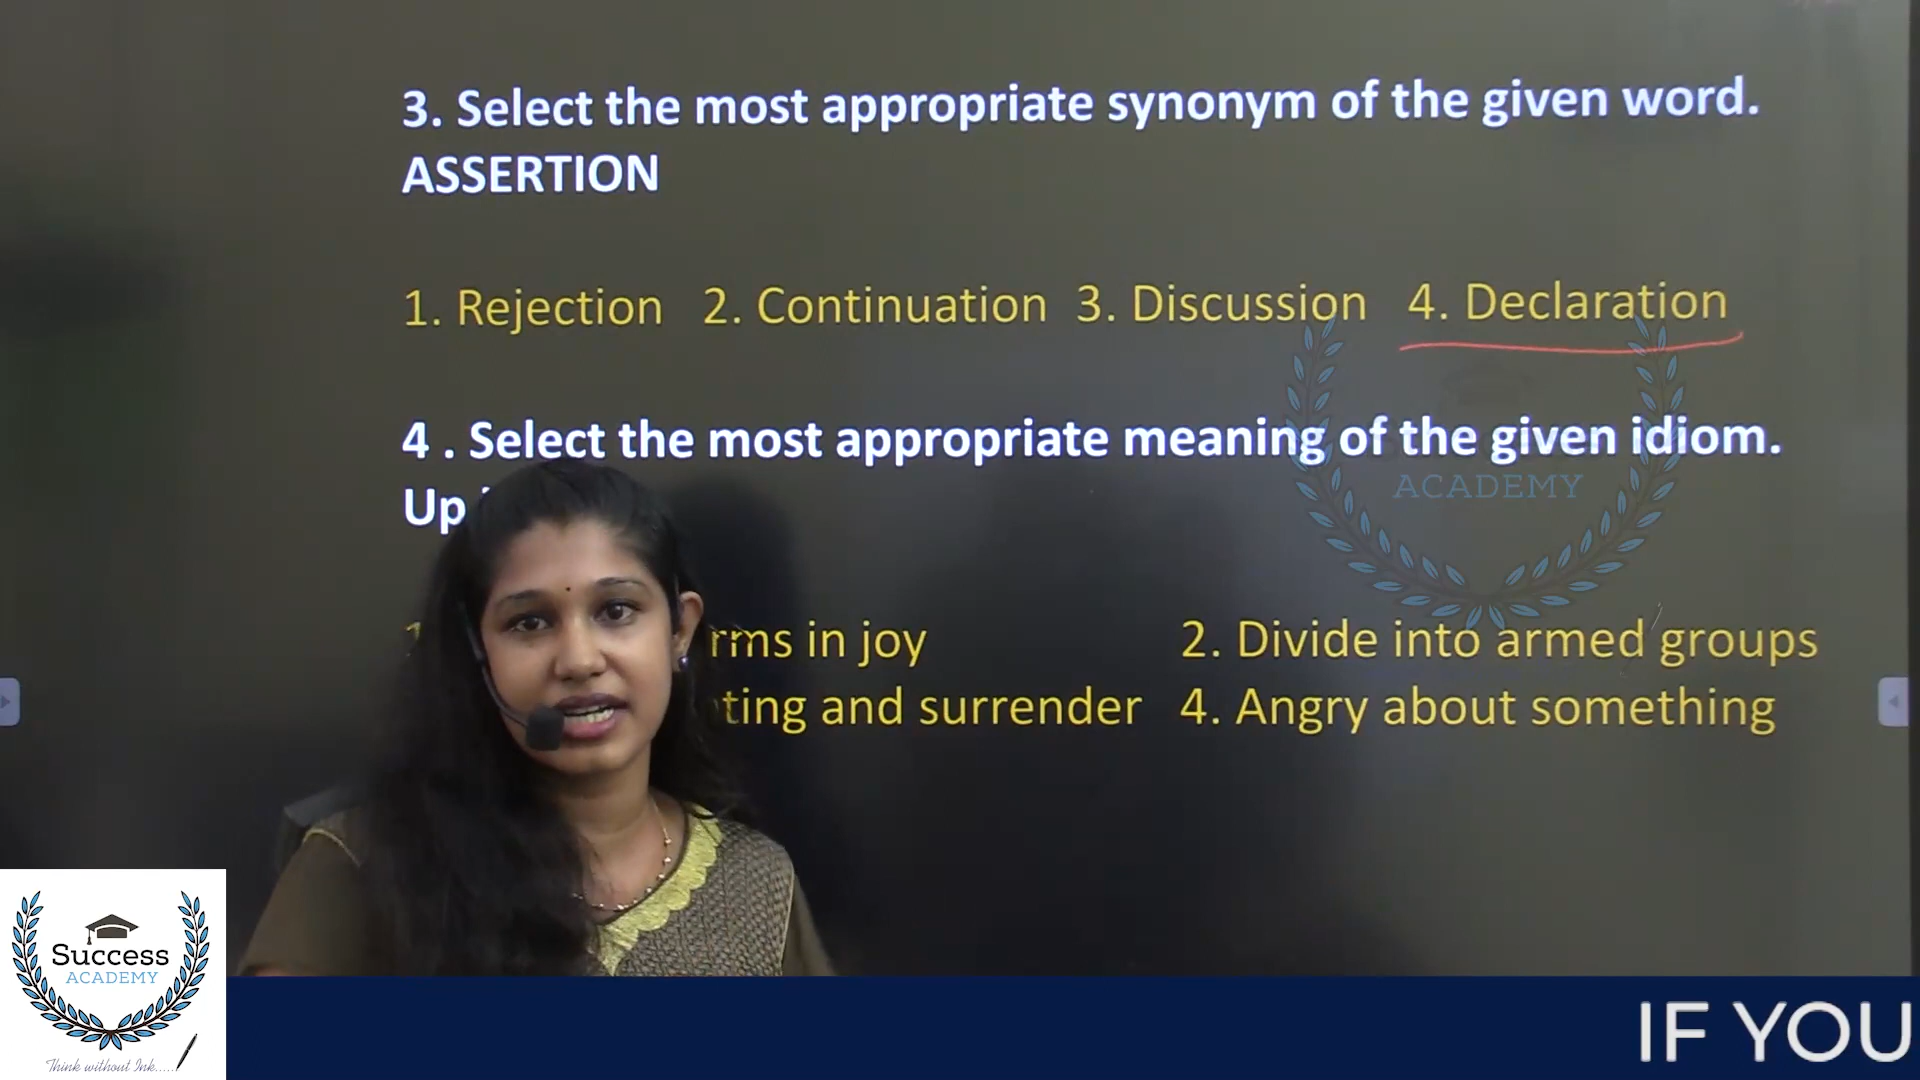 3. Select the most appropriate synonym of the given word.
ASSERTION
1. Rejection 2. Continuation 3. Discussion 4. Declaration
4 . Select the most appropriate meaning of the given idiom.
Up
in joy 2. Divide into armed groups
and surrender 4. Angry about something
ACADEMY
Success
ACADEMY
Think without Ink.....
IF YOU